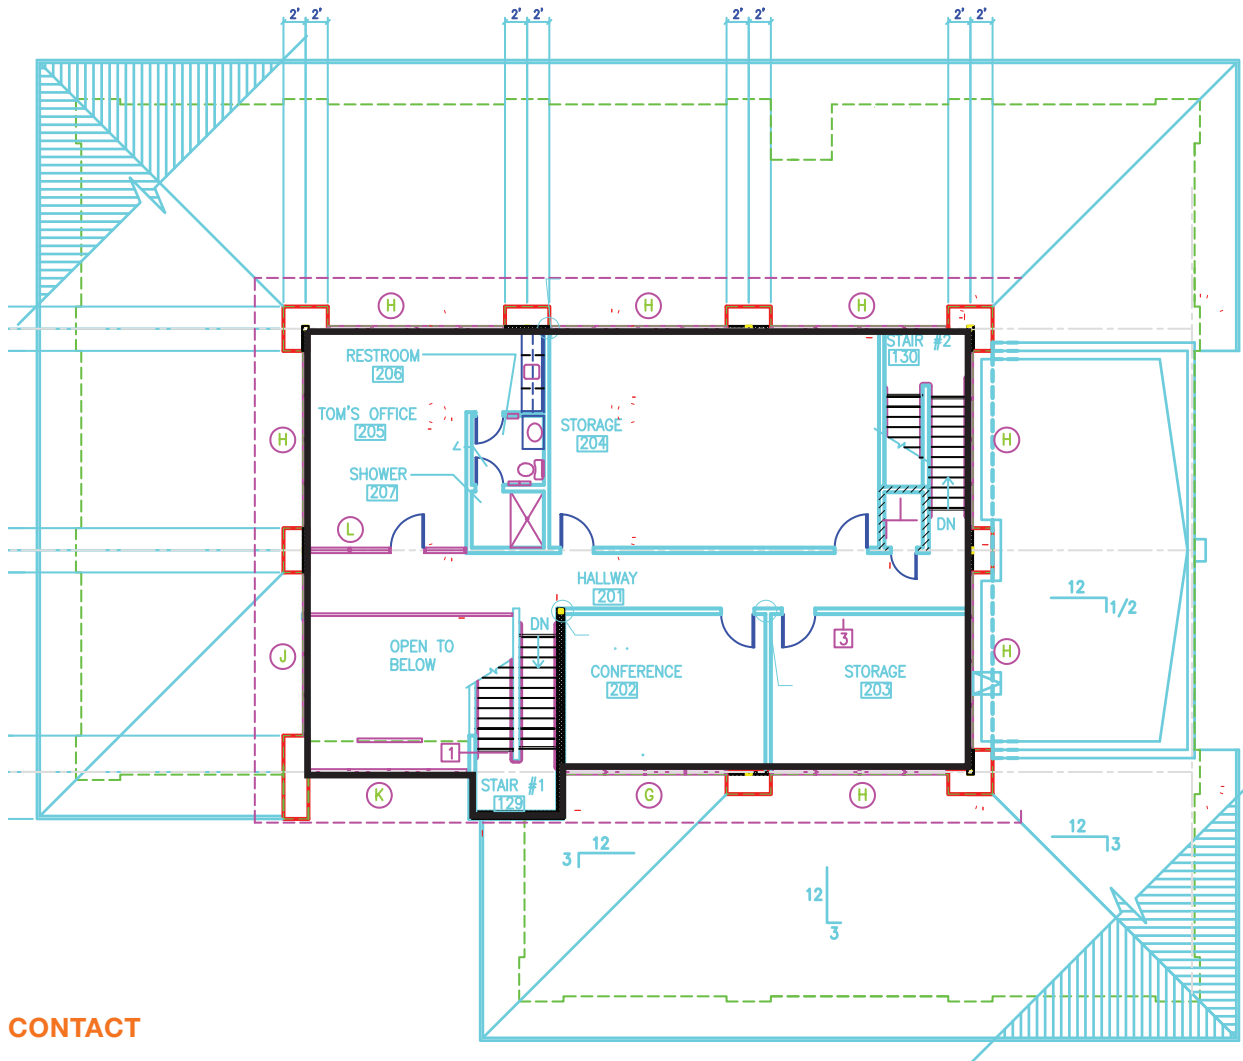 2' 2' 2' 2' 2' 2' 2' 2'
H H H
STAIR #2
130
RESTROOM
206
TOM'S OFFICE
205
STORAGE
204
H H
SHOWER
207
L
DN
HALLWAY
201
12
1/2
DN
3
OPEN TO
BELOW
J
H
CONFERENCE
202
STORAGE
203
1
STAIR #1
129
K G H
12
3
12
3
12
3
CONTACT